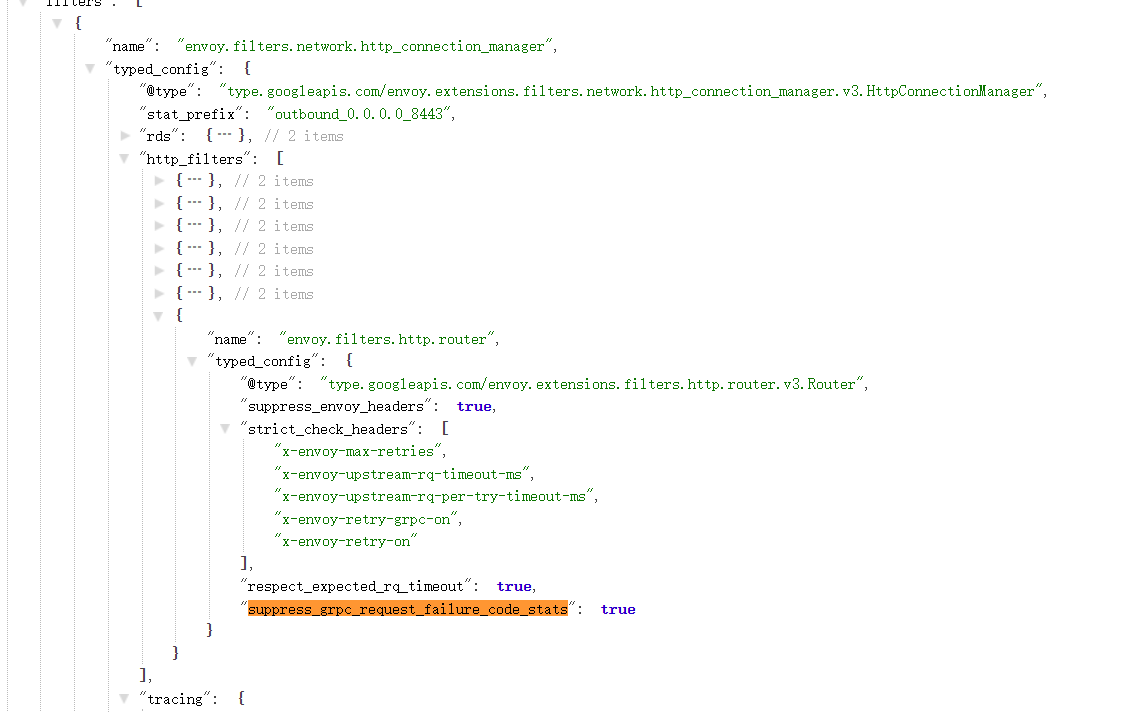 filters": [
{
"name": "envoy.filters.network.http_connection_manager",
"typed_config": {
"@type": "type.googleapis.com/envoy.extensions.filters.network.http_connection_manager.v3.HttpConnectionManager",
"stat_prefix": "outbound_0.0.0.0_8443",
"rds": {...}, // 2 items
"http_filters": [
{...}, // 2 items
{...}, // 2 items
{...}, // 2 items
{...}, // 2 items
{...}, // 2 items
{...}, // 2 items
{
"name": "envoy.filters.http.router",
"typed_config": {
"@type": "type.googleapis.com/envoy.extensions.filters.http.router.v3.Router",
"suppress_envoy_headers": true,
"strict_check_headers": [
"x-envoy-max-retries",
"x-envoy-upstream-rq-timeout-ms",
"x-envoy-upstream-rq-per-try-timeout-ms",
"x-envoy-retry-grpc-on",
"x-envoy-retry-on"
],
"respect_expected_rq_timeout": true,
"suppress_grpc_request_failure_code_stats": true
}
}
],
"tracing": {